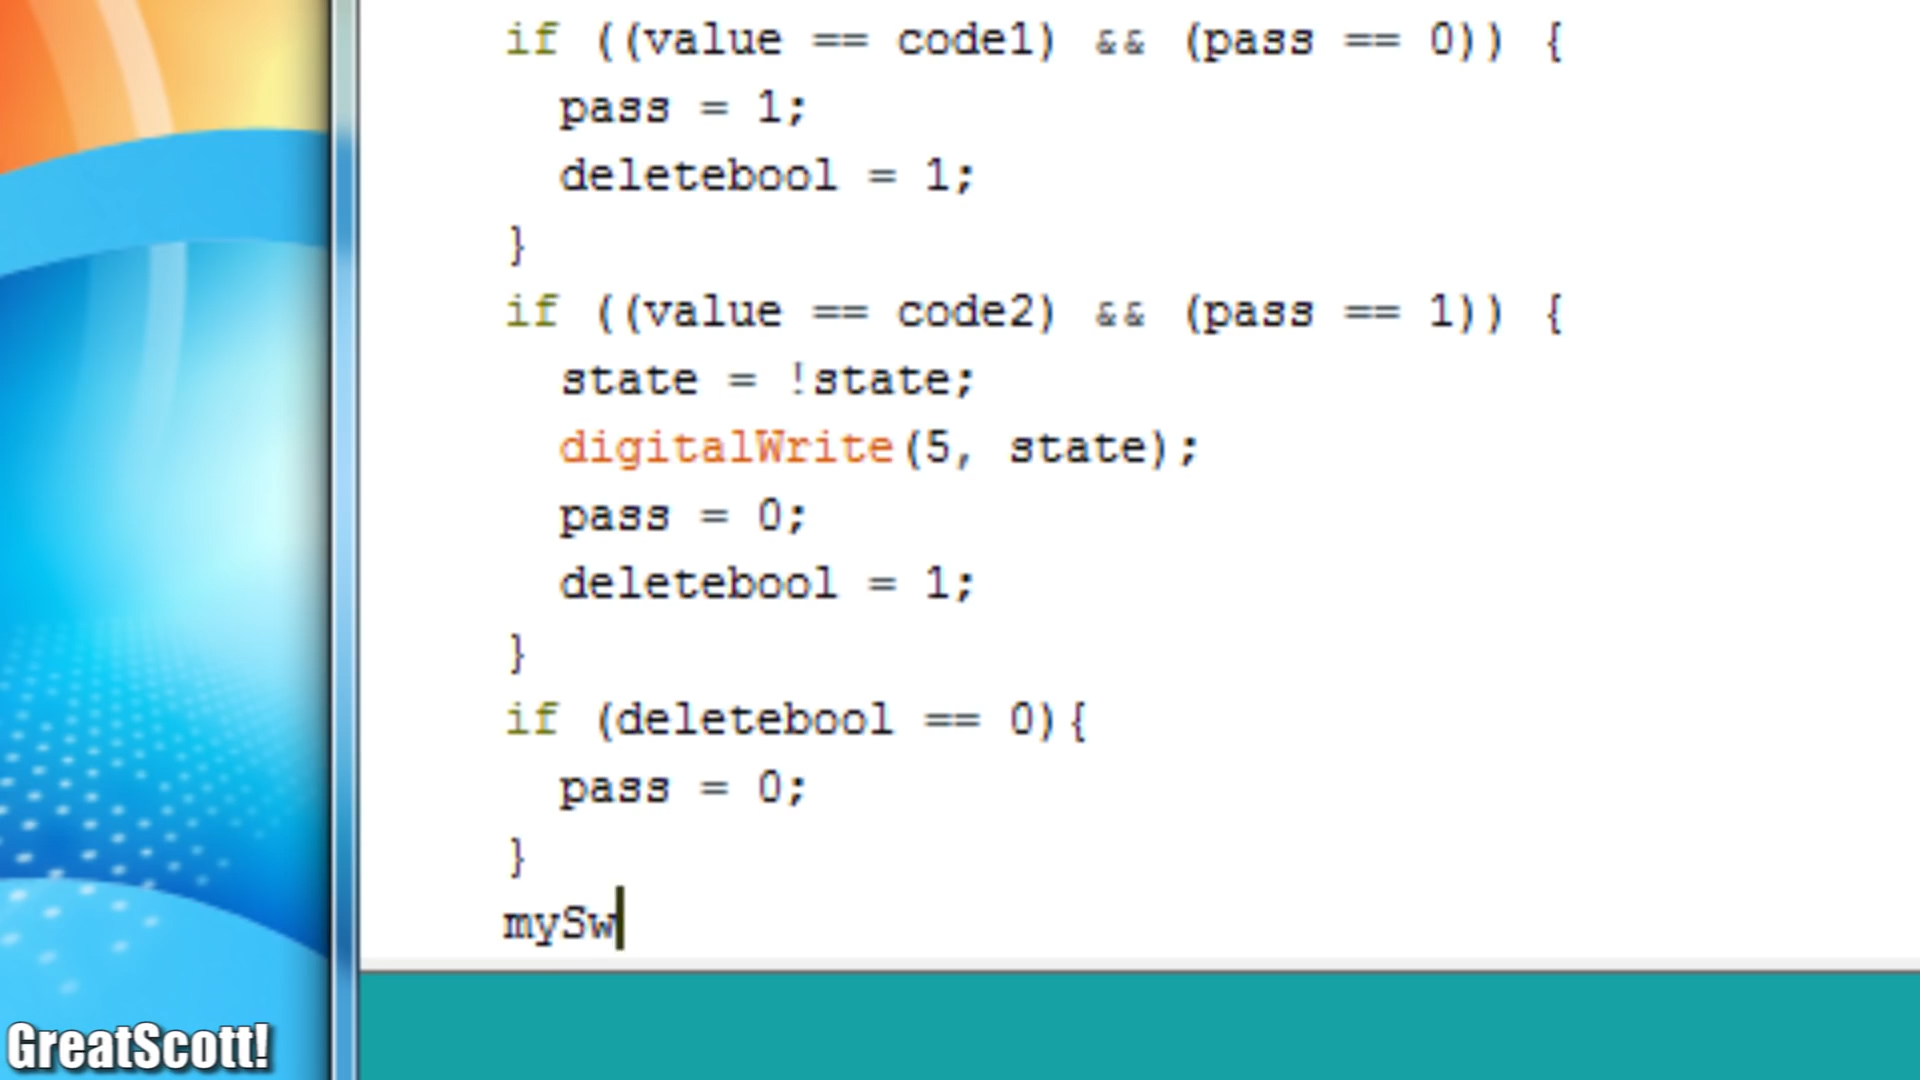 if ((value == code1) && (pass == 0)) {
pass = 1;
deletebool = 1;
}
if ((value == code2) && (pass == 1)) {
state = !state;
digitalWrite(5, state);
pass = 0;
deletebool = 1;
}
if (deletebool == 0){
pass = 0;
}
mySw
GreatScott!